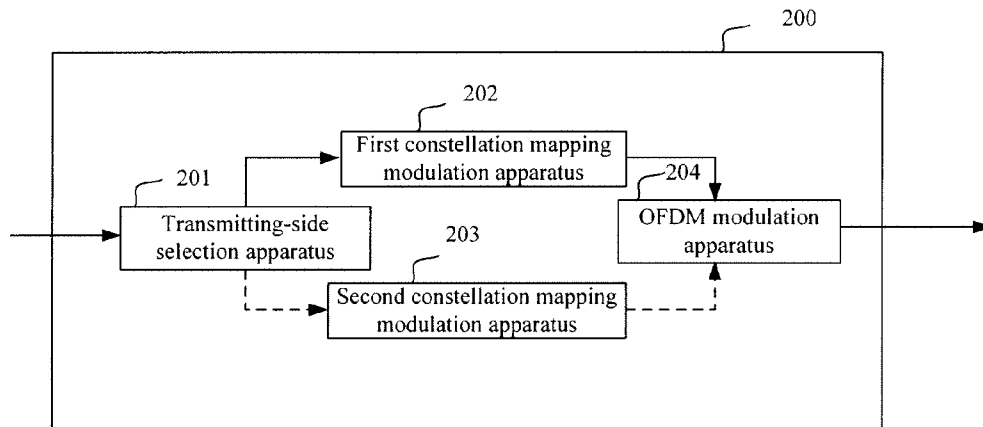 200
202
First constellation mapping
modulation apparatus
201
204
Transmitting-side
selection apparatus
OFDM modulation
apparatus
203
Second constellation mapping
modulation apparatus